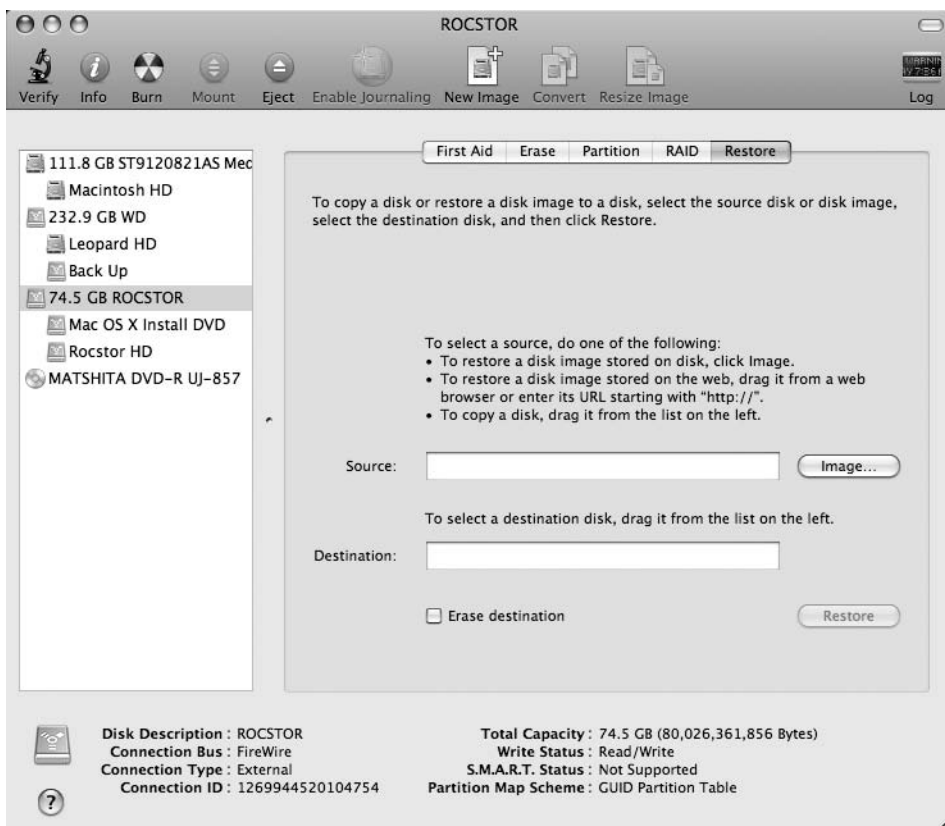 ROCSTOR
Verify Info Burn Mount Eject Enable Journaling New Image Convert Resize Image Log
111.8 GB ST9120821AS Mec
Macintosh HD
232.9 GB WD
Leopard HD
Back Up
74.5 GB ROCSTOR
Mac OS X Install DVD
Rocstor HD
MATSHITA DVD-R UJ-857
First Aid Erase Partition RAID Restore
To copy a disk or restore a disk image to a disk, select the source disk or disk image,
select the destination disk, and then click Restore.
To select a source, do one of the following:
• To restore a disk image stored on disk, click Image.
• To restore a disk image stored on the web, drag it from a web
browser or enter its URL starting with “http://”.
• To copy a disk, drag it from the list on the left.
Source: Image...
To select a destination disk, drag it from the list on the left.
Destination:
Erase destination Restore
Disk Description : ROCSTOR
Connection Bus : FireWire
Connection Type : External
Connection ID : 1269944520104754
Total Capacity : 74.5 GB (80,026,361,856 Bytes)
Write Status : Read/Write
S.M.A.R.T. Status : Not Supported
Partition Map Scheme : GUID Partition Table
?